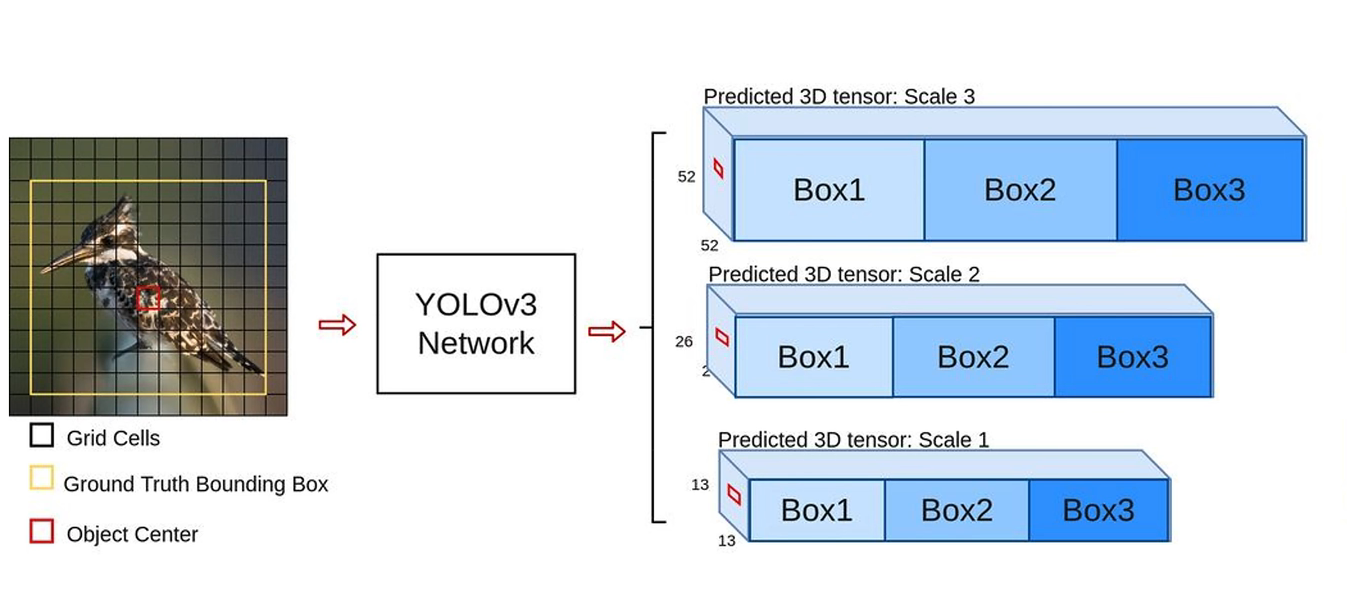 Predicted 3D tensor: Scale 3
52
52
Box1
Box2
Box3
Predicted 3D tensor: Scale 2
26
2
Box1
Box2
Box3
Predicted 3D tensor: Scale 1
13
13
Box1
Box2
Box3
YOLOv3
Network
Grid Cells
Ground Truth Bounding Box
Object Center